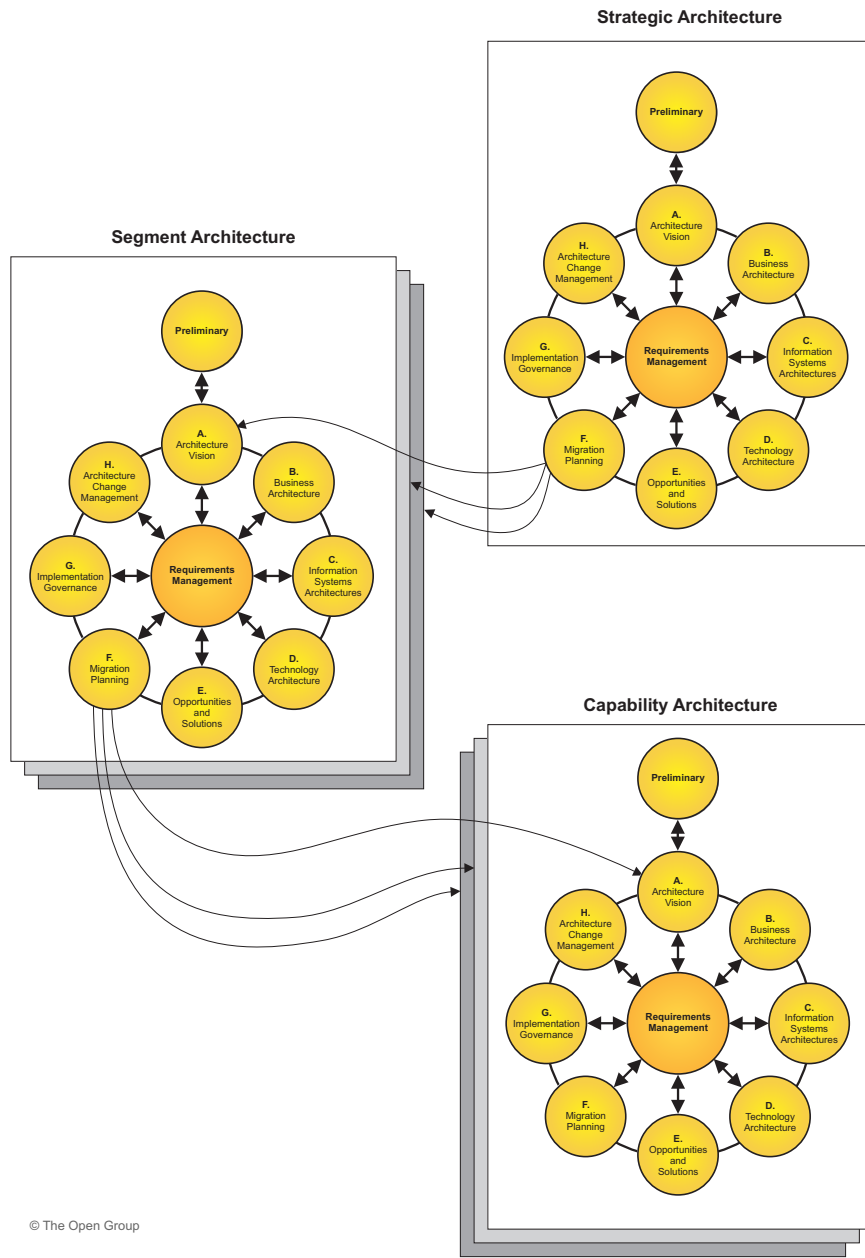 Strategic Architecture
Preliminary
A.
Architecture
Vision
B.
Business
Architecture
C.
Information
Systems
Architectures
D.
Technology
Architecture
E.
Opportunities
and
Solutions
F.
Migration
Planning
G.
Implementation
Governance
H.
Architecture
Change
Management
Requirements
Management
Segment Architecture
Preliminary
A.
Architecture
Vision
B.
Business
Architecture
C.
Information
Systems
Architectures
D.
Technology
Architecture
E.
Opportunities
and
Solutions
F.
Migration
Planning
G.
Implementation
Governance
H.
Architecture
Change
Management
Requirements
Management
Capability Architecture
Preliminary
A.
Architecture
Vision
B.
Business
Architecture
C.
Information
Systems
Architectures
D.
Technology
Architecture
E.
Opportunities
and
Solutions
F.
Migration
Planning
G.
Implementation
Governance
H.
Architecture
Change
Management
Requirements
Management
© The Open Group